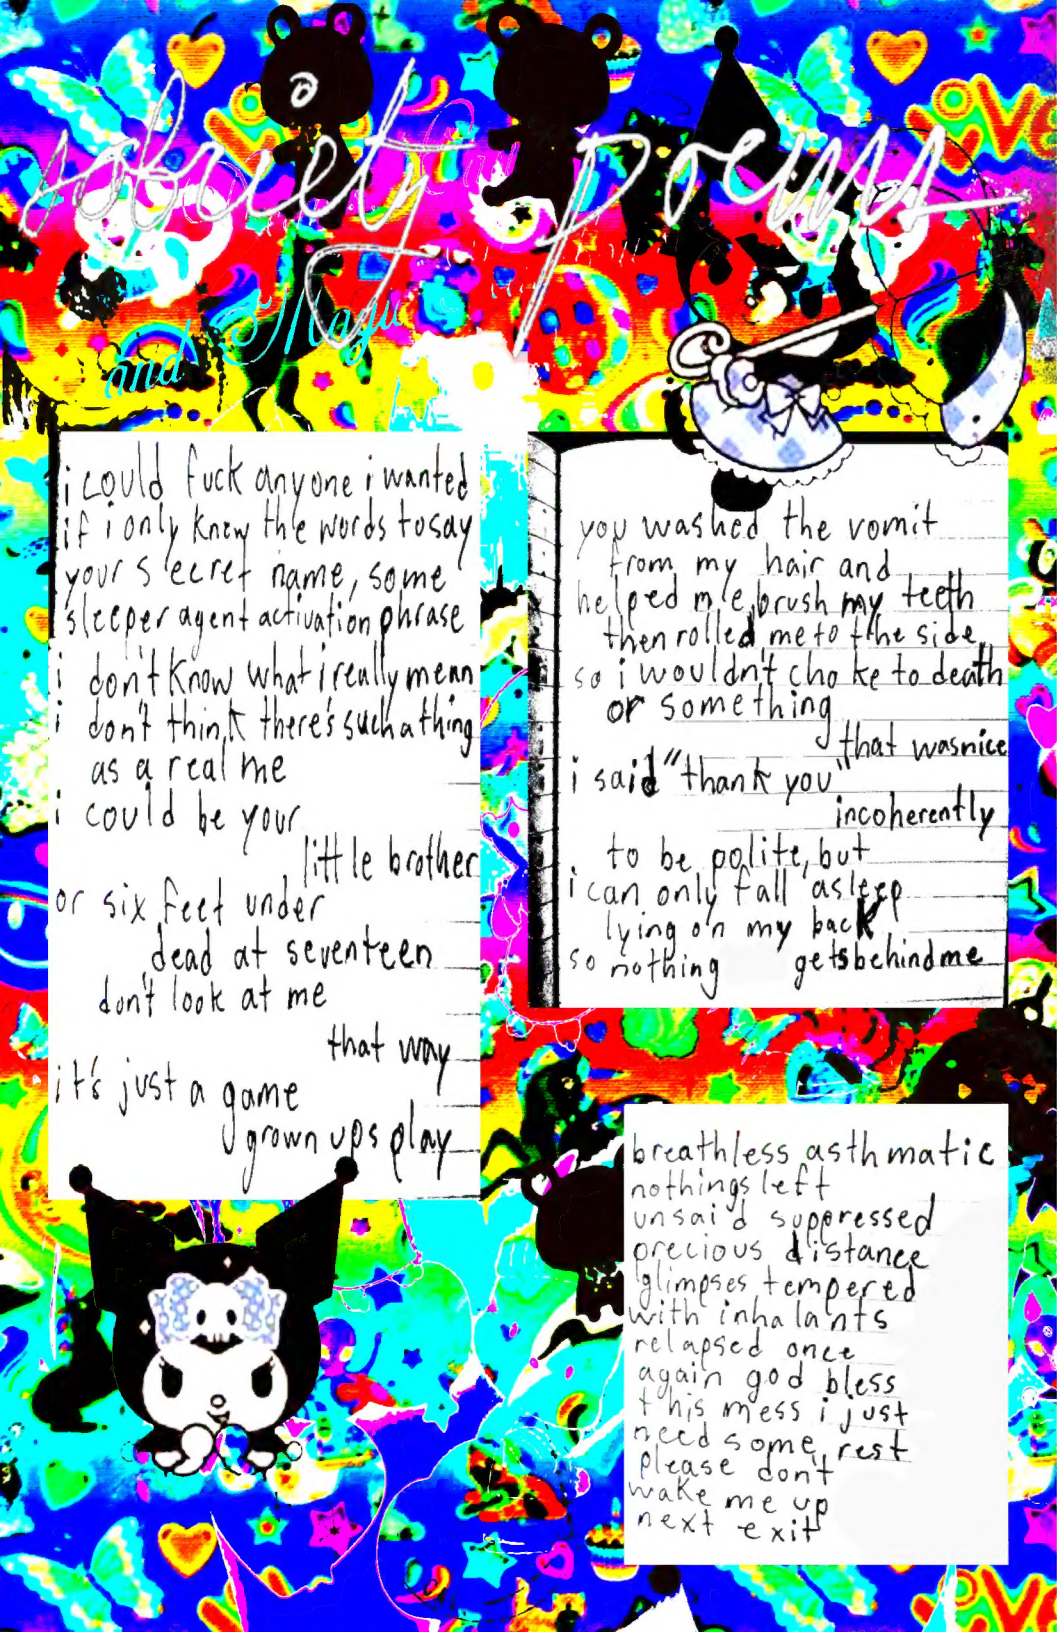 sobriety poems
and Magic
LOVE
LOVE
i could fuck anyone i wanted
if i only knew the words to say
your secret name, some
sleeper agent activation phrase
i don't know what i really mean
i don't think there's such a thing
as a real me
i could be your
little brother
or six feet under
dead at seventeen
don't look at me
that way
it's just a game
grown ups play
you washed the vomit
from my hair and
helped me brush my teeth
then rolled me to the side
so i wouldn't choke to death
or something
that was nice
i said "thank you"
incoherently
to be polite, but
i can only fall asleep
lying on my back
so nothing gets behind me
breathless asthmatic
nothings left
unsaid suppressed
precious distance
glimpses tempered
with inhalants
relapsed once
again god bless
this mess i just
need some rest
please don't
wake me up
next exit
LOVE
LOVE